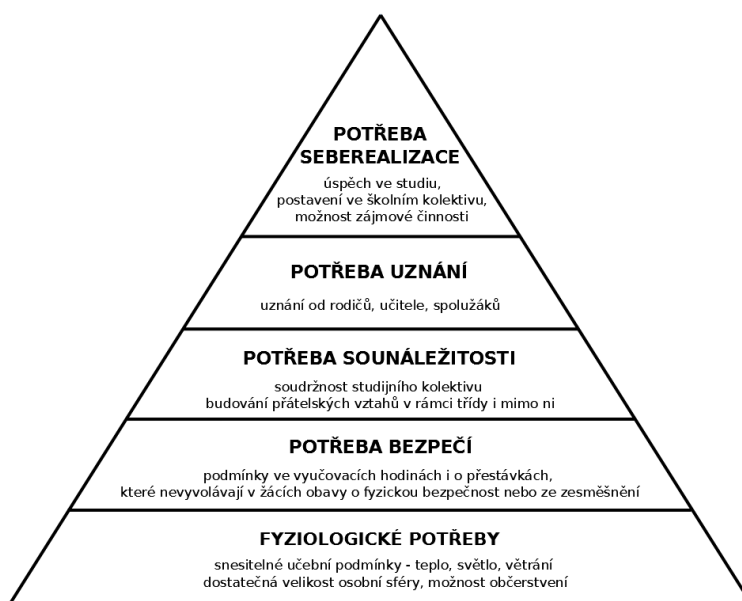 POTŘEBA
SEBEREALIZACE
úspěch ve studiu,
postavení ve školním kolektivu,
možnost zájmové činnosti
POTŘEBA UZNÁNÍ
uznání od rodičů, učitele, spolužáků
POTŘEBA SOUNÁLEŽITOSTI
soudržnost studijního kolektivu
budování přátelských vztahů v rámci třídy i mimo ni
POTŘEBA BEZPEČÍ
podmínky ve vyučovacích hodinách i o přestávkách,
které nevyvolávají v žácích obavy o fyzickou bezpečnost nebo ze zesměšnění
FYZIOLOGICKÉ POTŘEBY
snesitelné učební podmínky - teplo, světlo, větrání
dostatečná velikost osobní sféry, možnost občerstvení